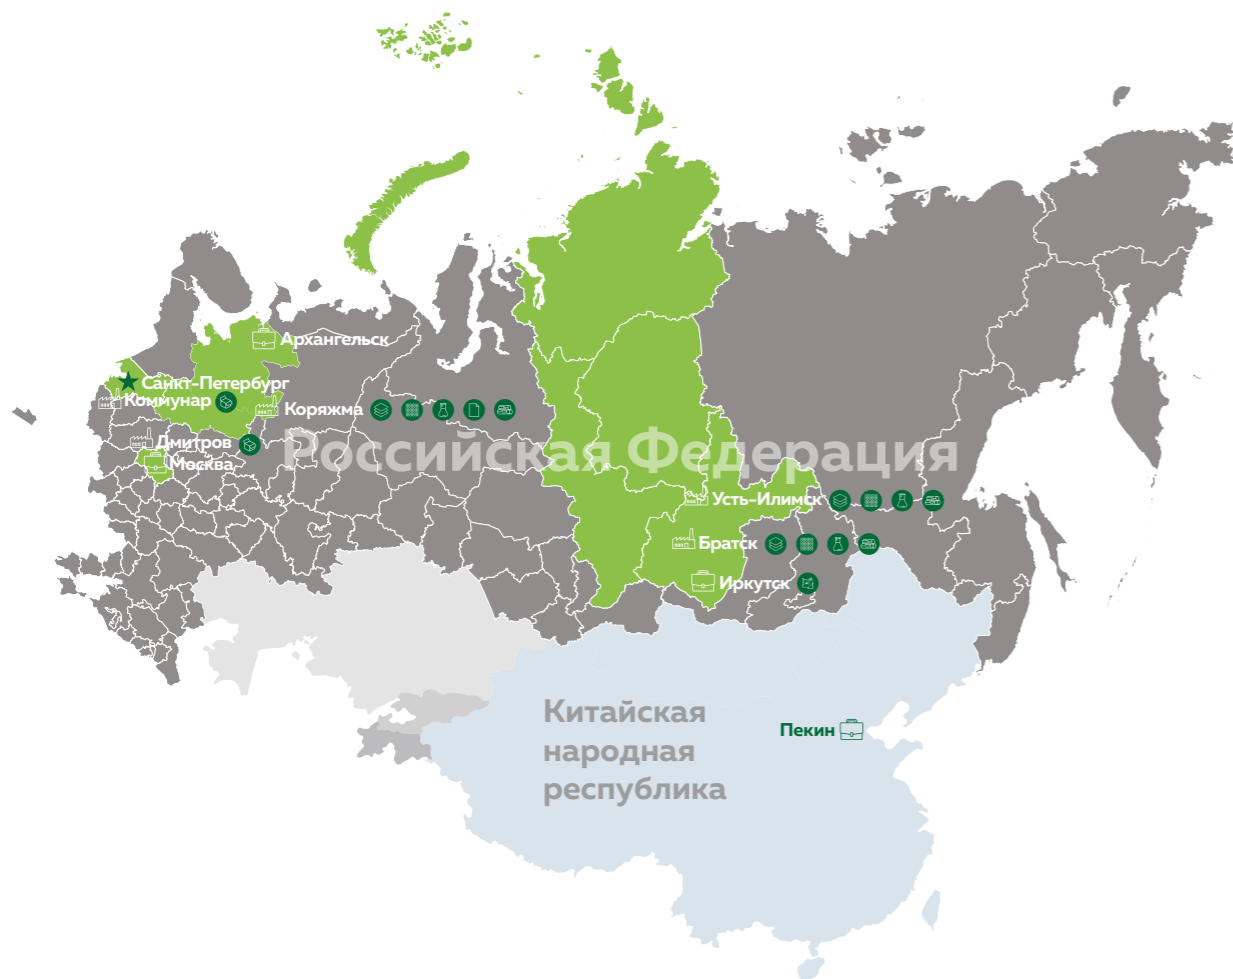 Архангельск
Санкт-Петербург
Коммунар
Коряжма
Дмитров
Москва
Российская Федерация
Усть-Илимск
Братск
Иркутск
Китайская
народная
республика
Пекин